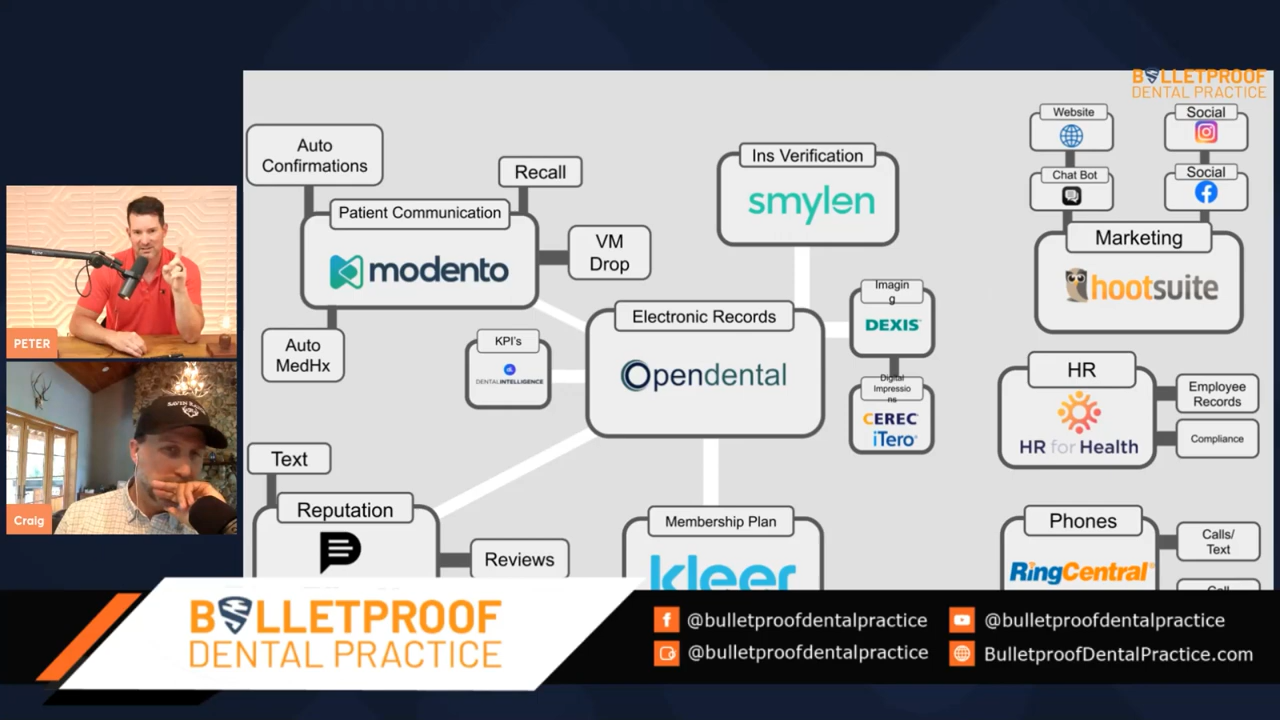 BULLETPROOF
DENTAL PRACTICE
Auto
Confirmations
Recall
Patient Communication
modento
VM
Drop
Auto
MedHx
Ins Verification
smylen
Website
Social
Chat Bot
Social
Marketing
hootsuite
Electronic Records
Opendental
Imagin
g
DEXIS
Digital
Impressio
ns
CEREC
iTero
KPI's
DENTAL INTELLIGENCE
HR
HR for Health
Employee
Records
Compliance
PETER
Craig
Text
Reputation
Reviews
Membership Plan
kleer
Phones
RingCentral
Calls/
Text
BULLETPROOF
DENTAL PRACTICE
@bulletproofdentalpractice
@bulletproofdentalpractice
@bulletproofdentalpractice
BulletproofDentalPractice.com